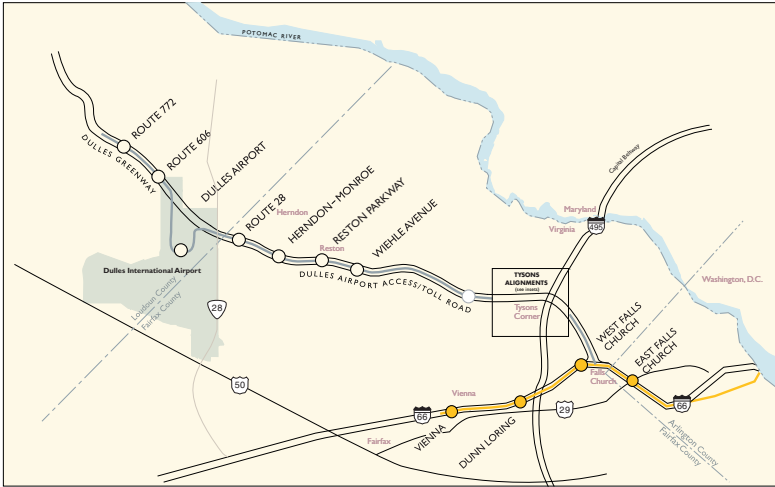 POTOMAC RIVER
ROUTE 772
ROUTE 606
DULLES GREENWAY
DULLES AIRPORT
Capital Beltway
ROUTE 28
Herndon
HERNDON–MONROE
RESTON PARKWAY
Reston
WIEHLE AVENUE
Maryland
Virginia
495
Dulles International Airport
DULLES AIRPORT ACCESS/TOLL ROAD
TYSONS
ALIGNMENTS
(see insets)
Tysons
Corner
Washington, D.C.
Loudoun County
Fairfax County
28
WEST FALLS
CHURCH
EAST FALLS
CHURCH
Falls
Church
50
Vienna
66
29
66
VIENNA
DUNN LORING
Fairfax
Arlington County
Fairfax County